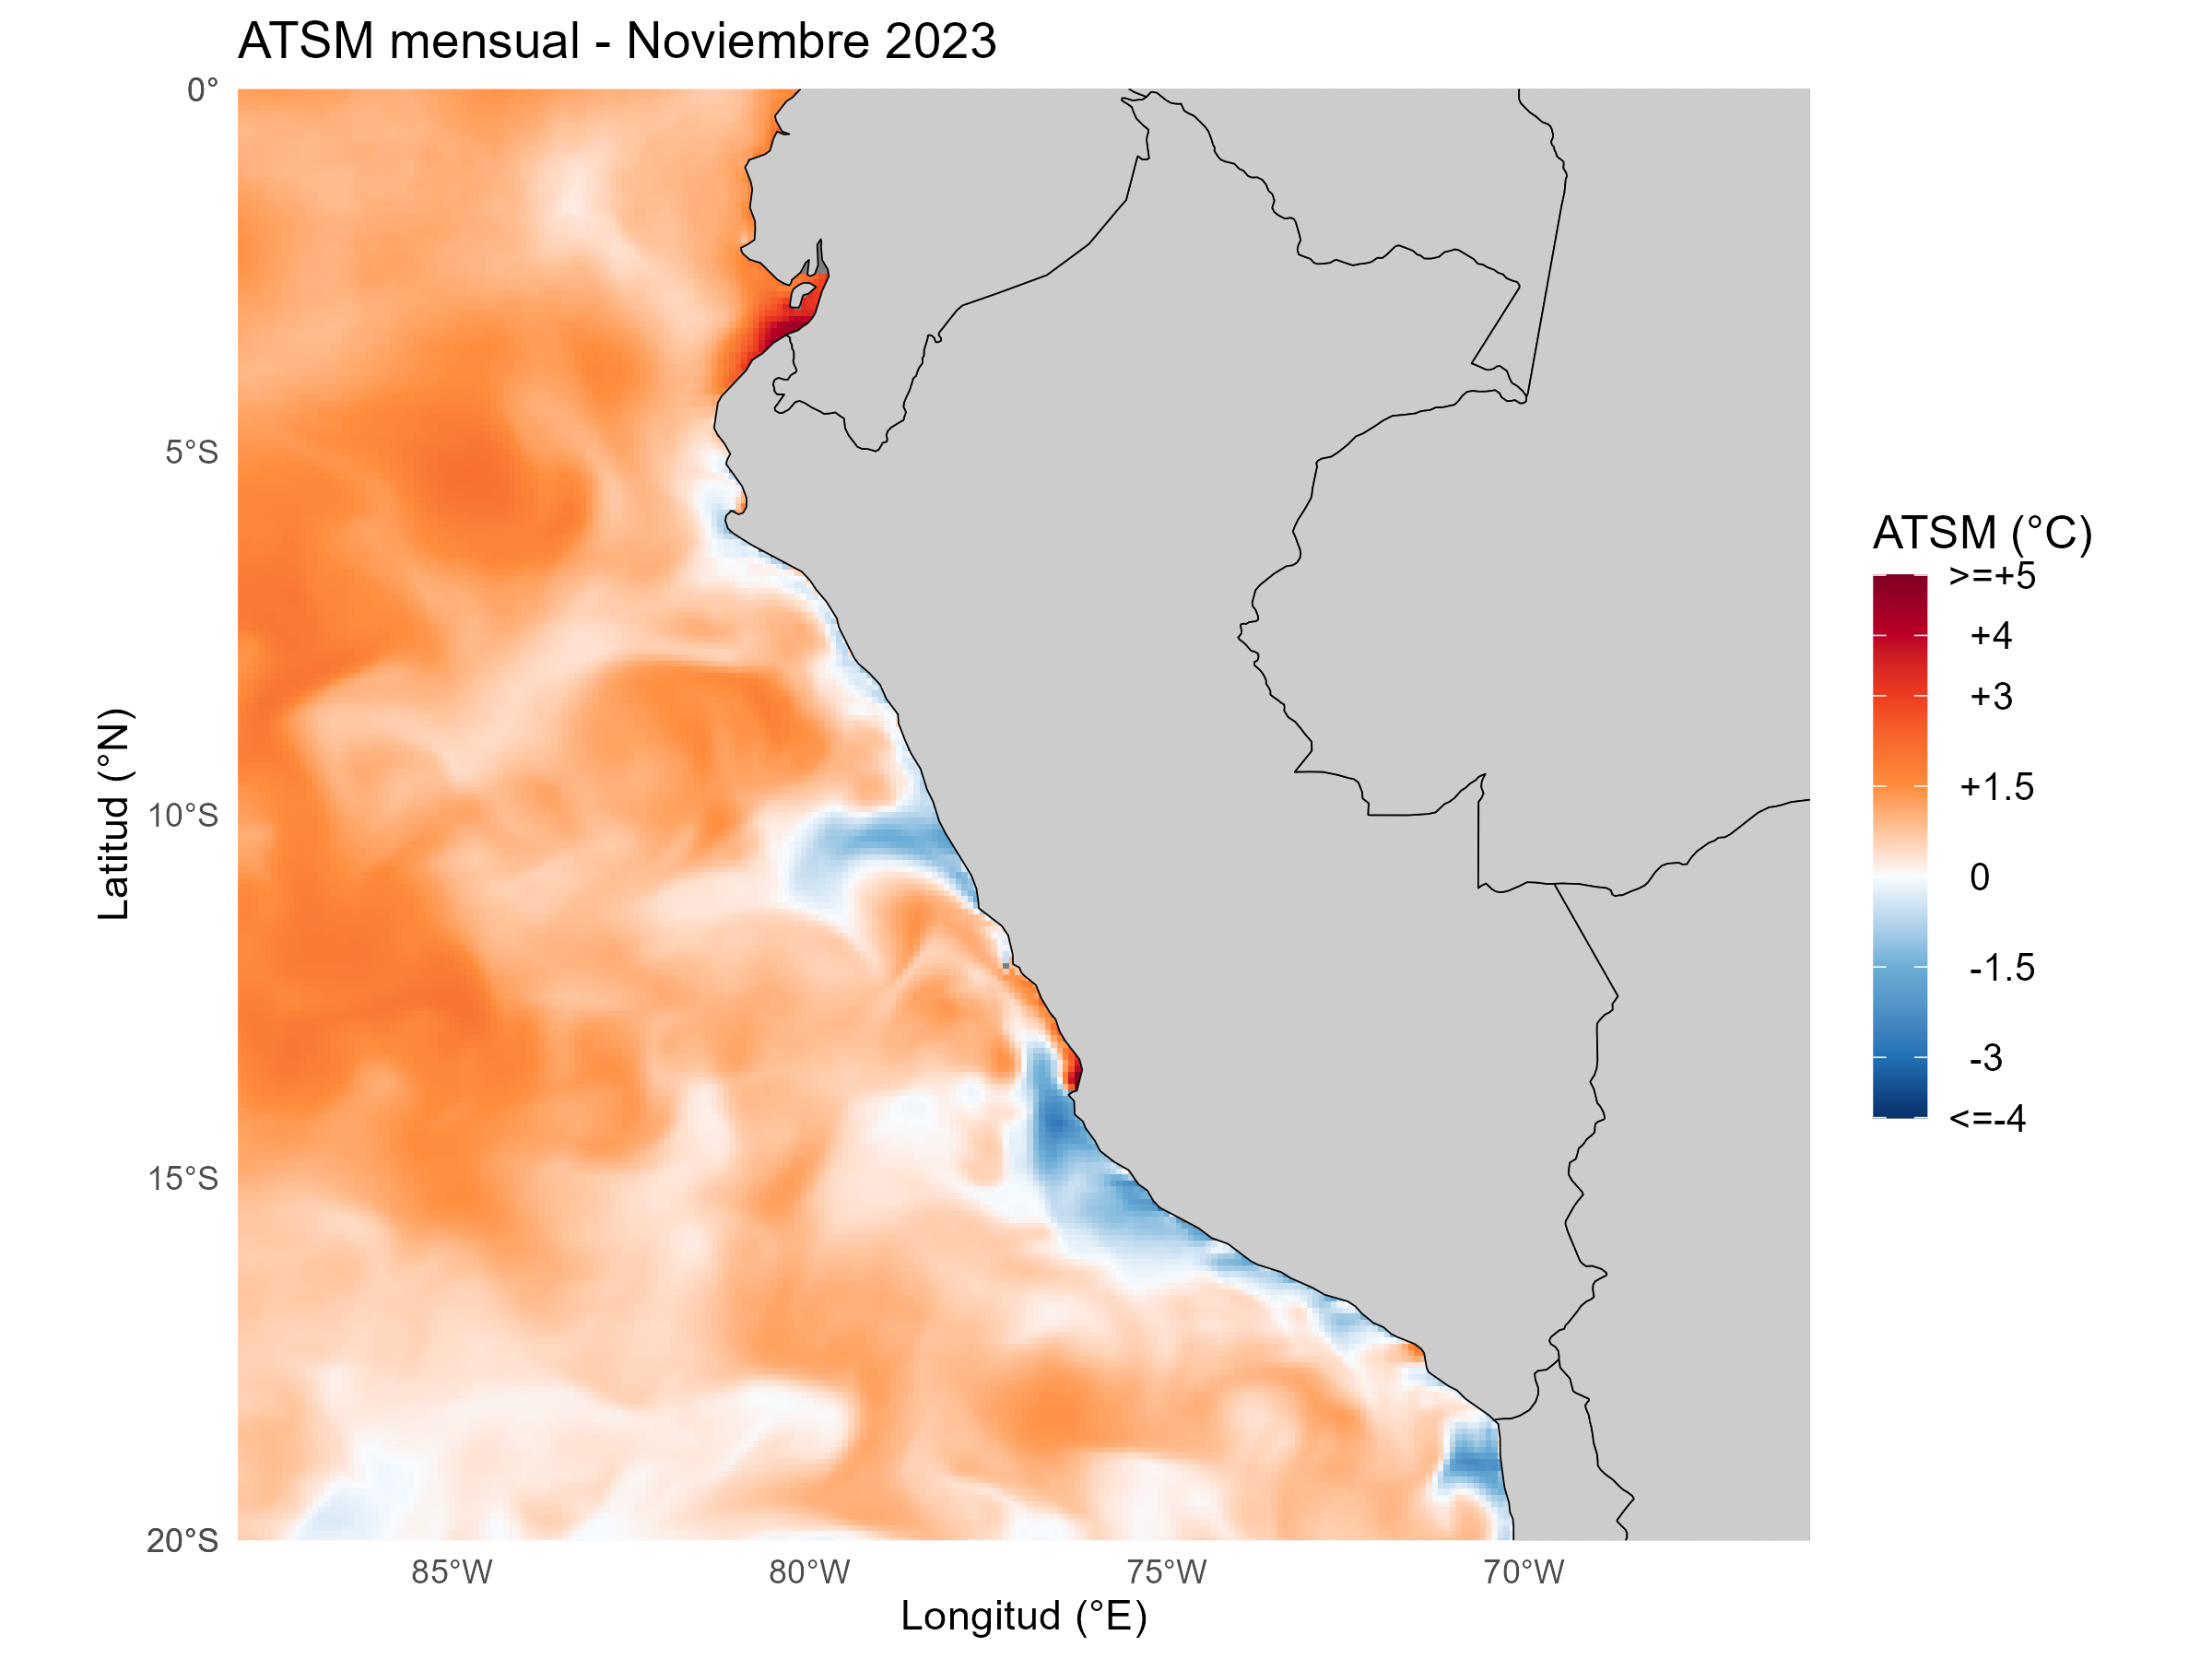 ATSM mensual - Noviembre 2023
0°
5°S
10°S
15°S
20°S
Latitud (°N)
85°W
80°W
75°W
70°W
Longitud (°E)
ATSM (°C)
>=+5
+4
+3
+1.5
0
-1.5
-3
<=-4